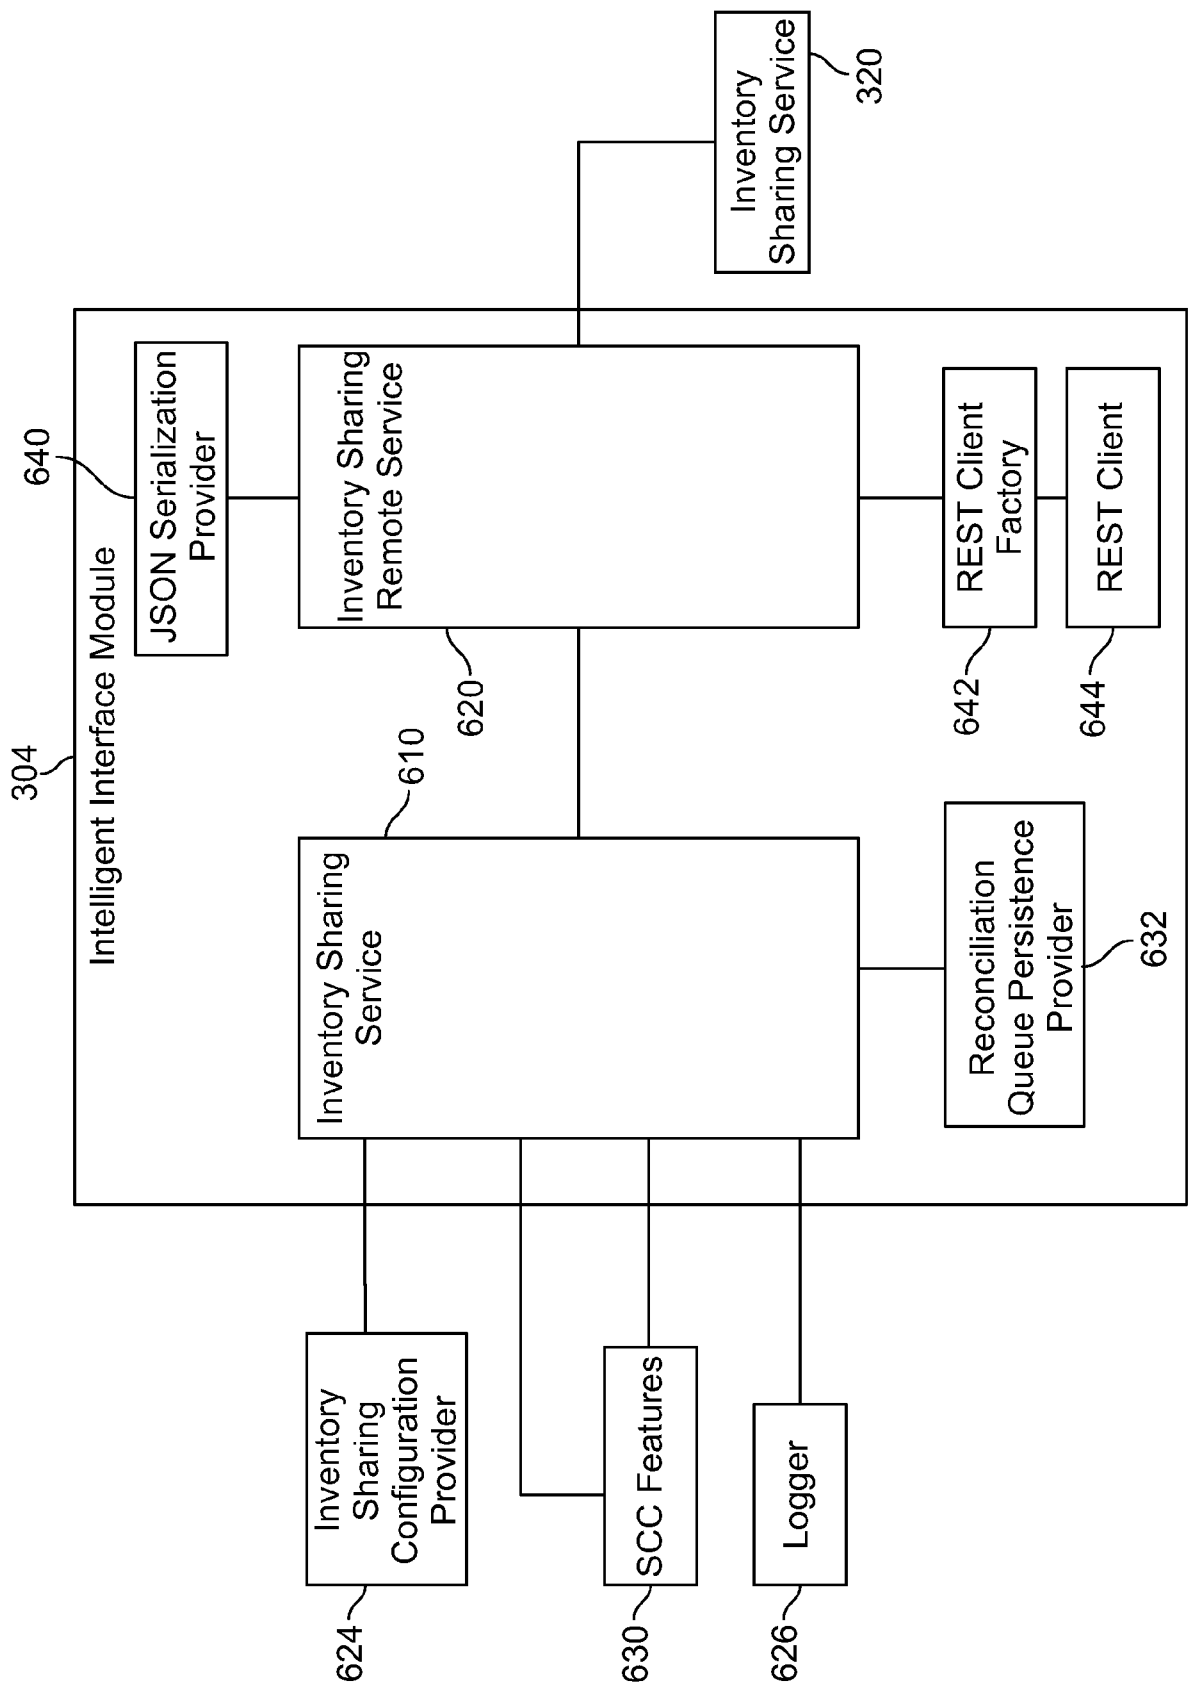 304
Intelligent Interface Module
640
JSON Serialization
Provider
624
Inventory
Sharing
Configuration
Provider
610
Inventory Sharing
Service
620
Inventory Sharing
Remote Service
630
SCC Features
626
Logger
Inventory
Sharing Service
320
Reconciliation
Queue Persistence
Provider
632
642
REST Client
Factory
644
REST Client